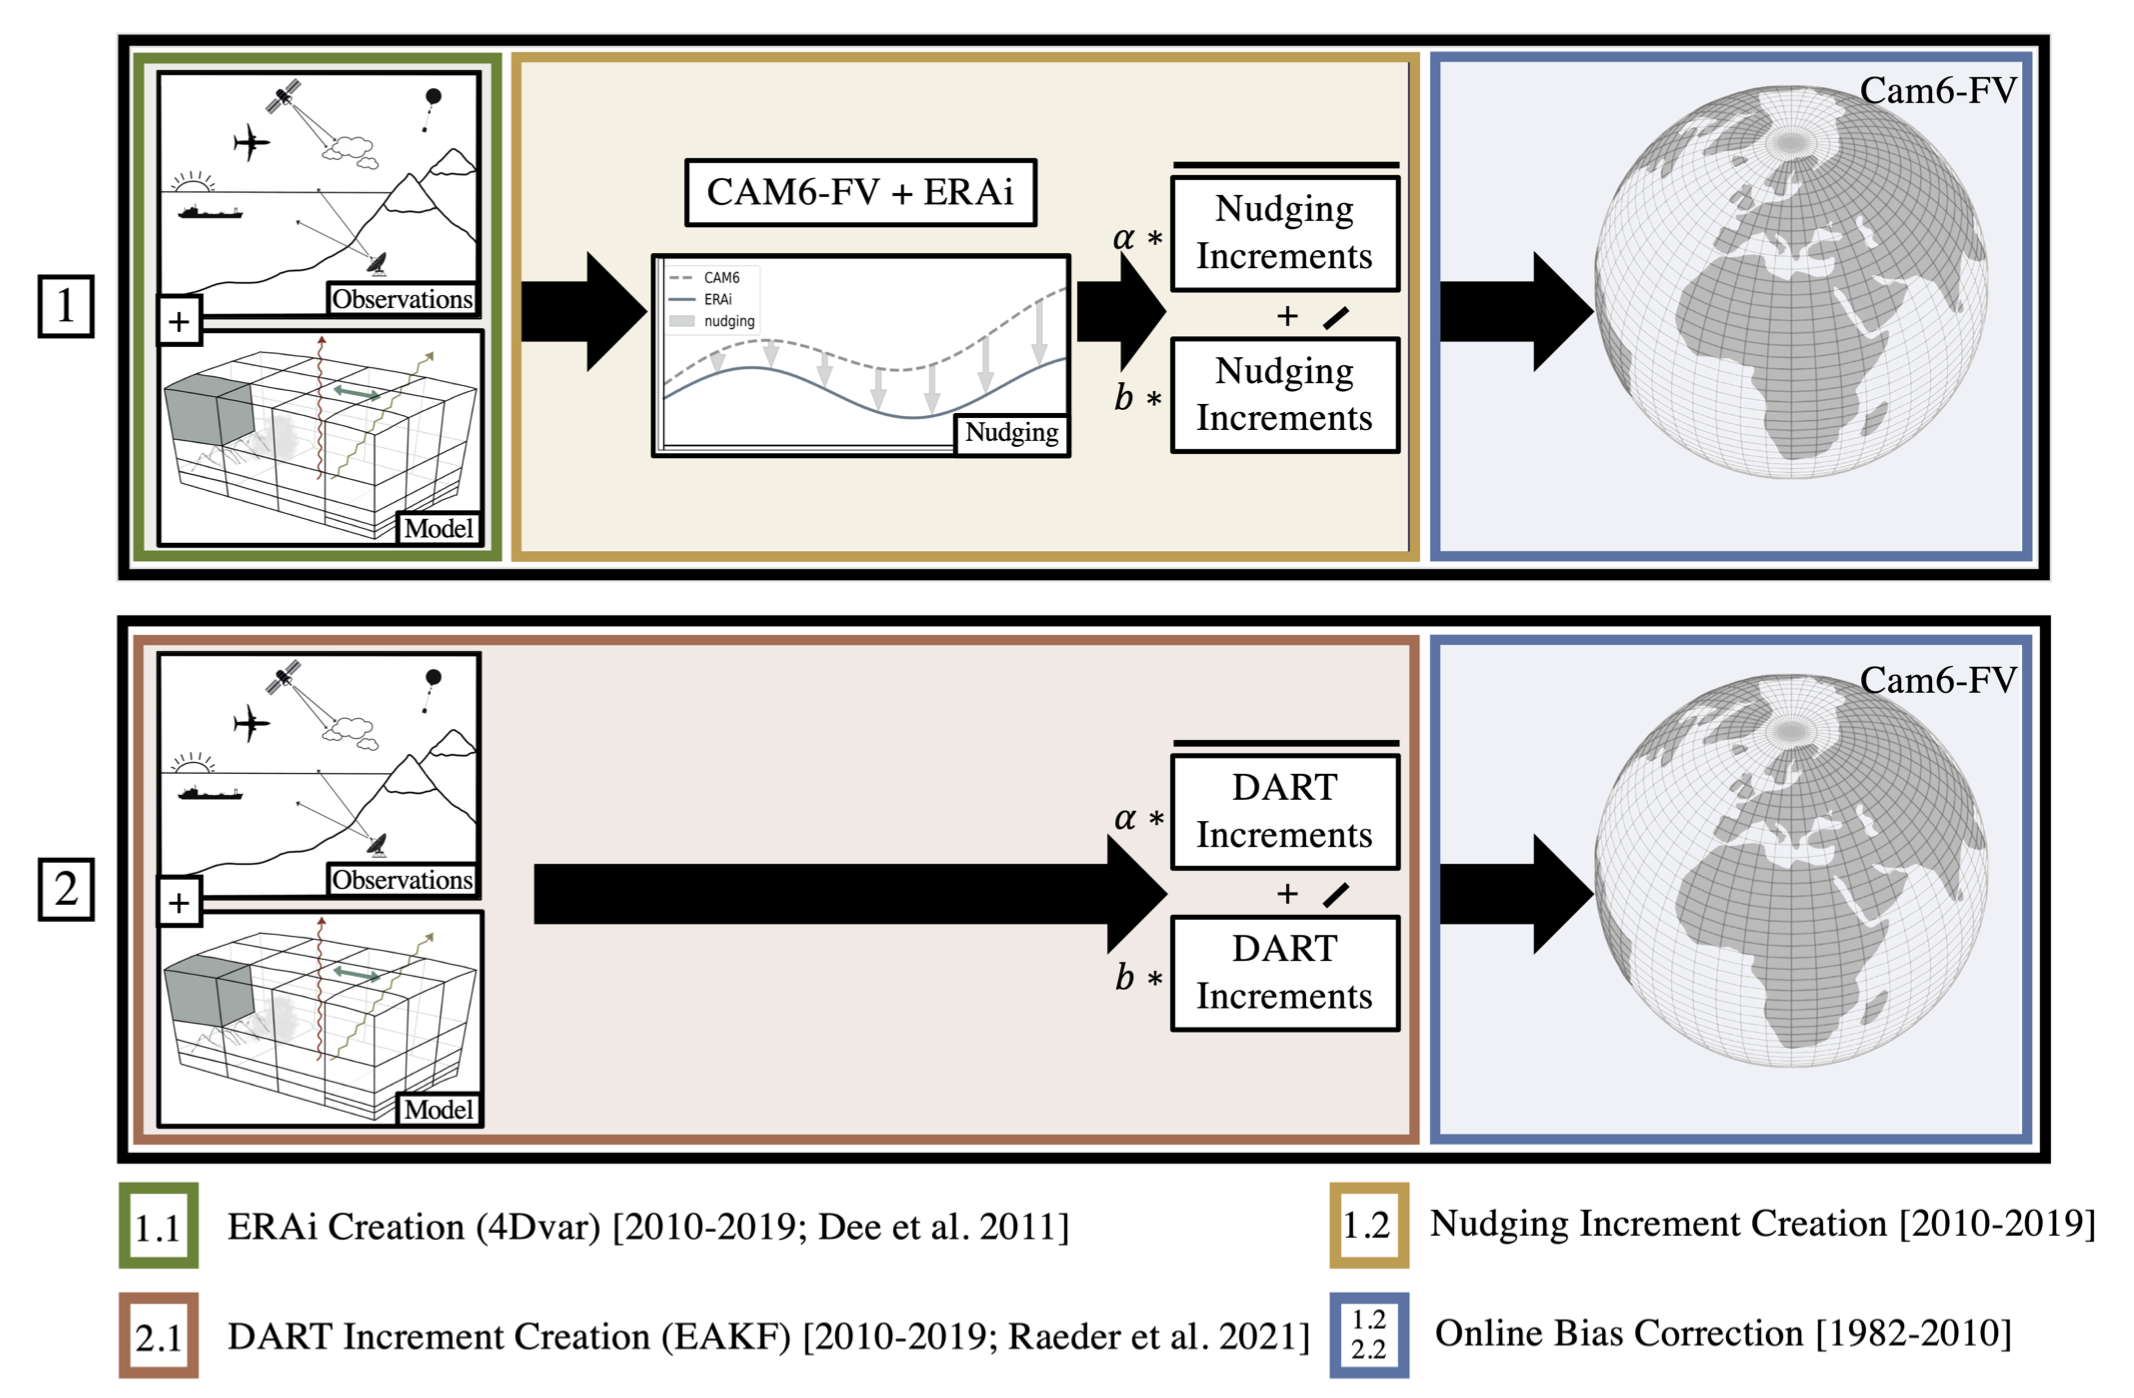 1
Observations
+
Model
CAM6-FV + ERAi
CAM6
ERAi
nudging
Nudging
α *
Nudging
Increments
+ /
b *
Nudging
Increments
Cam6-FV
2
Observations
+
Model
α *
DART
Increments
+ /
b *
DART
Increments
Cam6-FV
1.1 ERAi Creation (4Dvar) [2010-2019; Dee et al. 2011]
1.2 Nudging Increment Creation [2010-2019]
2.1 DART Increment Creation (EAKF) [2010-2019; Raeder et al. 2021]
1.2
2.2
Online Bias Correction [1982-2010]